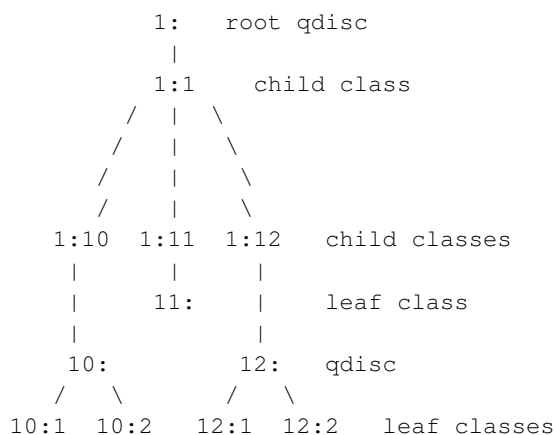 1: root qdisc
|
1:1 child class
/ | \
/ | \
/ | \
/ | \
1:10 1:11 1:12 child classes
| | |
| 11: | leaf class
| |
10: 12: qdisc
/ \ / \
10:1 10:2 12:1 12:2 leaf classes